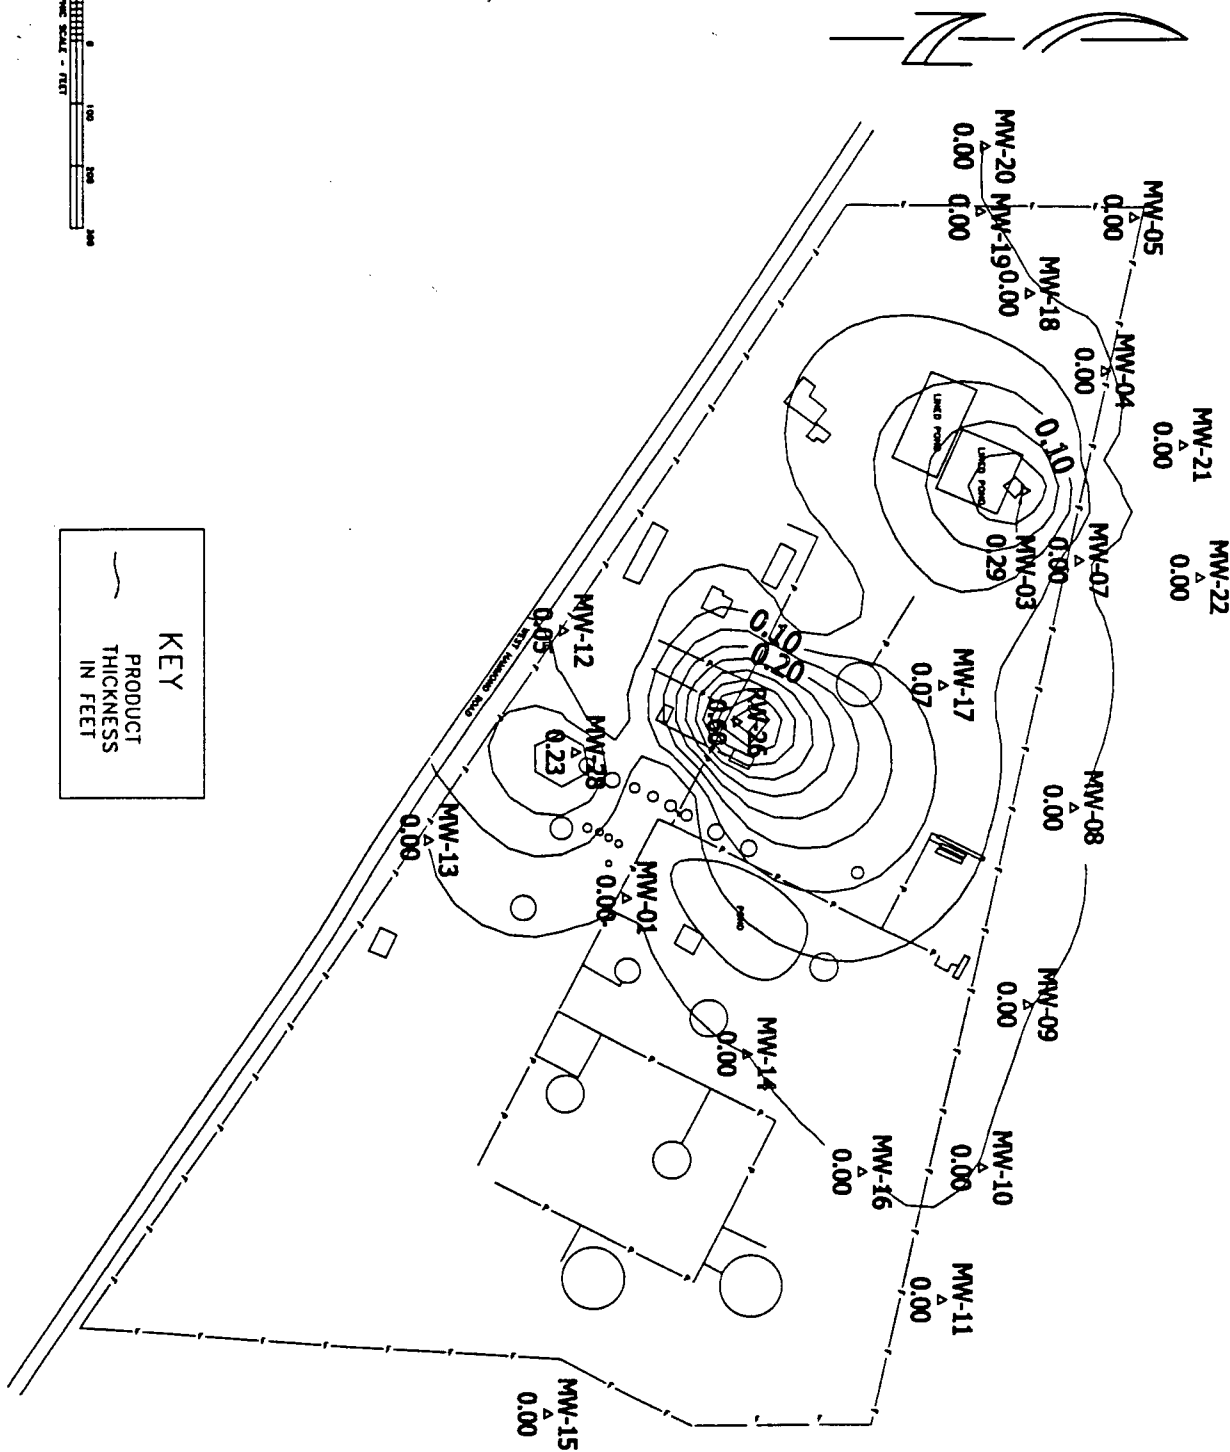 MW-20
0.00
MW-19
0.00
MW-05
0.00
MW-18
0.00
MW-04
0.00
MW-21
0.00
MW-22
0.00
MW-07
0.00
MW-03
0.29
0.10
LINED POND
LINED POND
MW-17
0.07
0.10
0.20
RW-26
MW-12
0.05
WEST HAMMOND ROAD
MW-28
0.23
MW-13
0.00
MW-01
0.00
POND
MW-08
0.00
MW-09
0.00
MW-14
0.00
MW-16
0.00
MW-10
0.00
MW-11
0.00
MW-15
0.00
KEY
PRODUCT
THICKNESS
IN FEET
SCALE - FEET
0
100
200
300